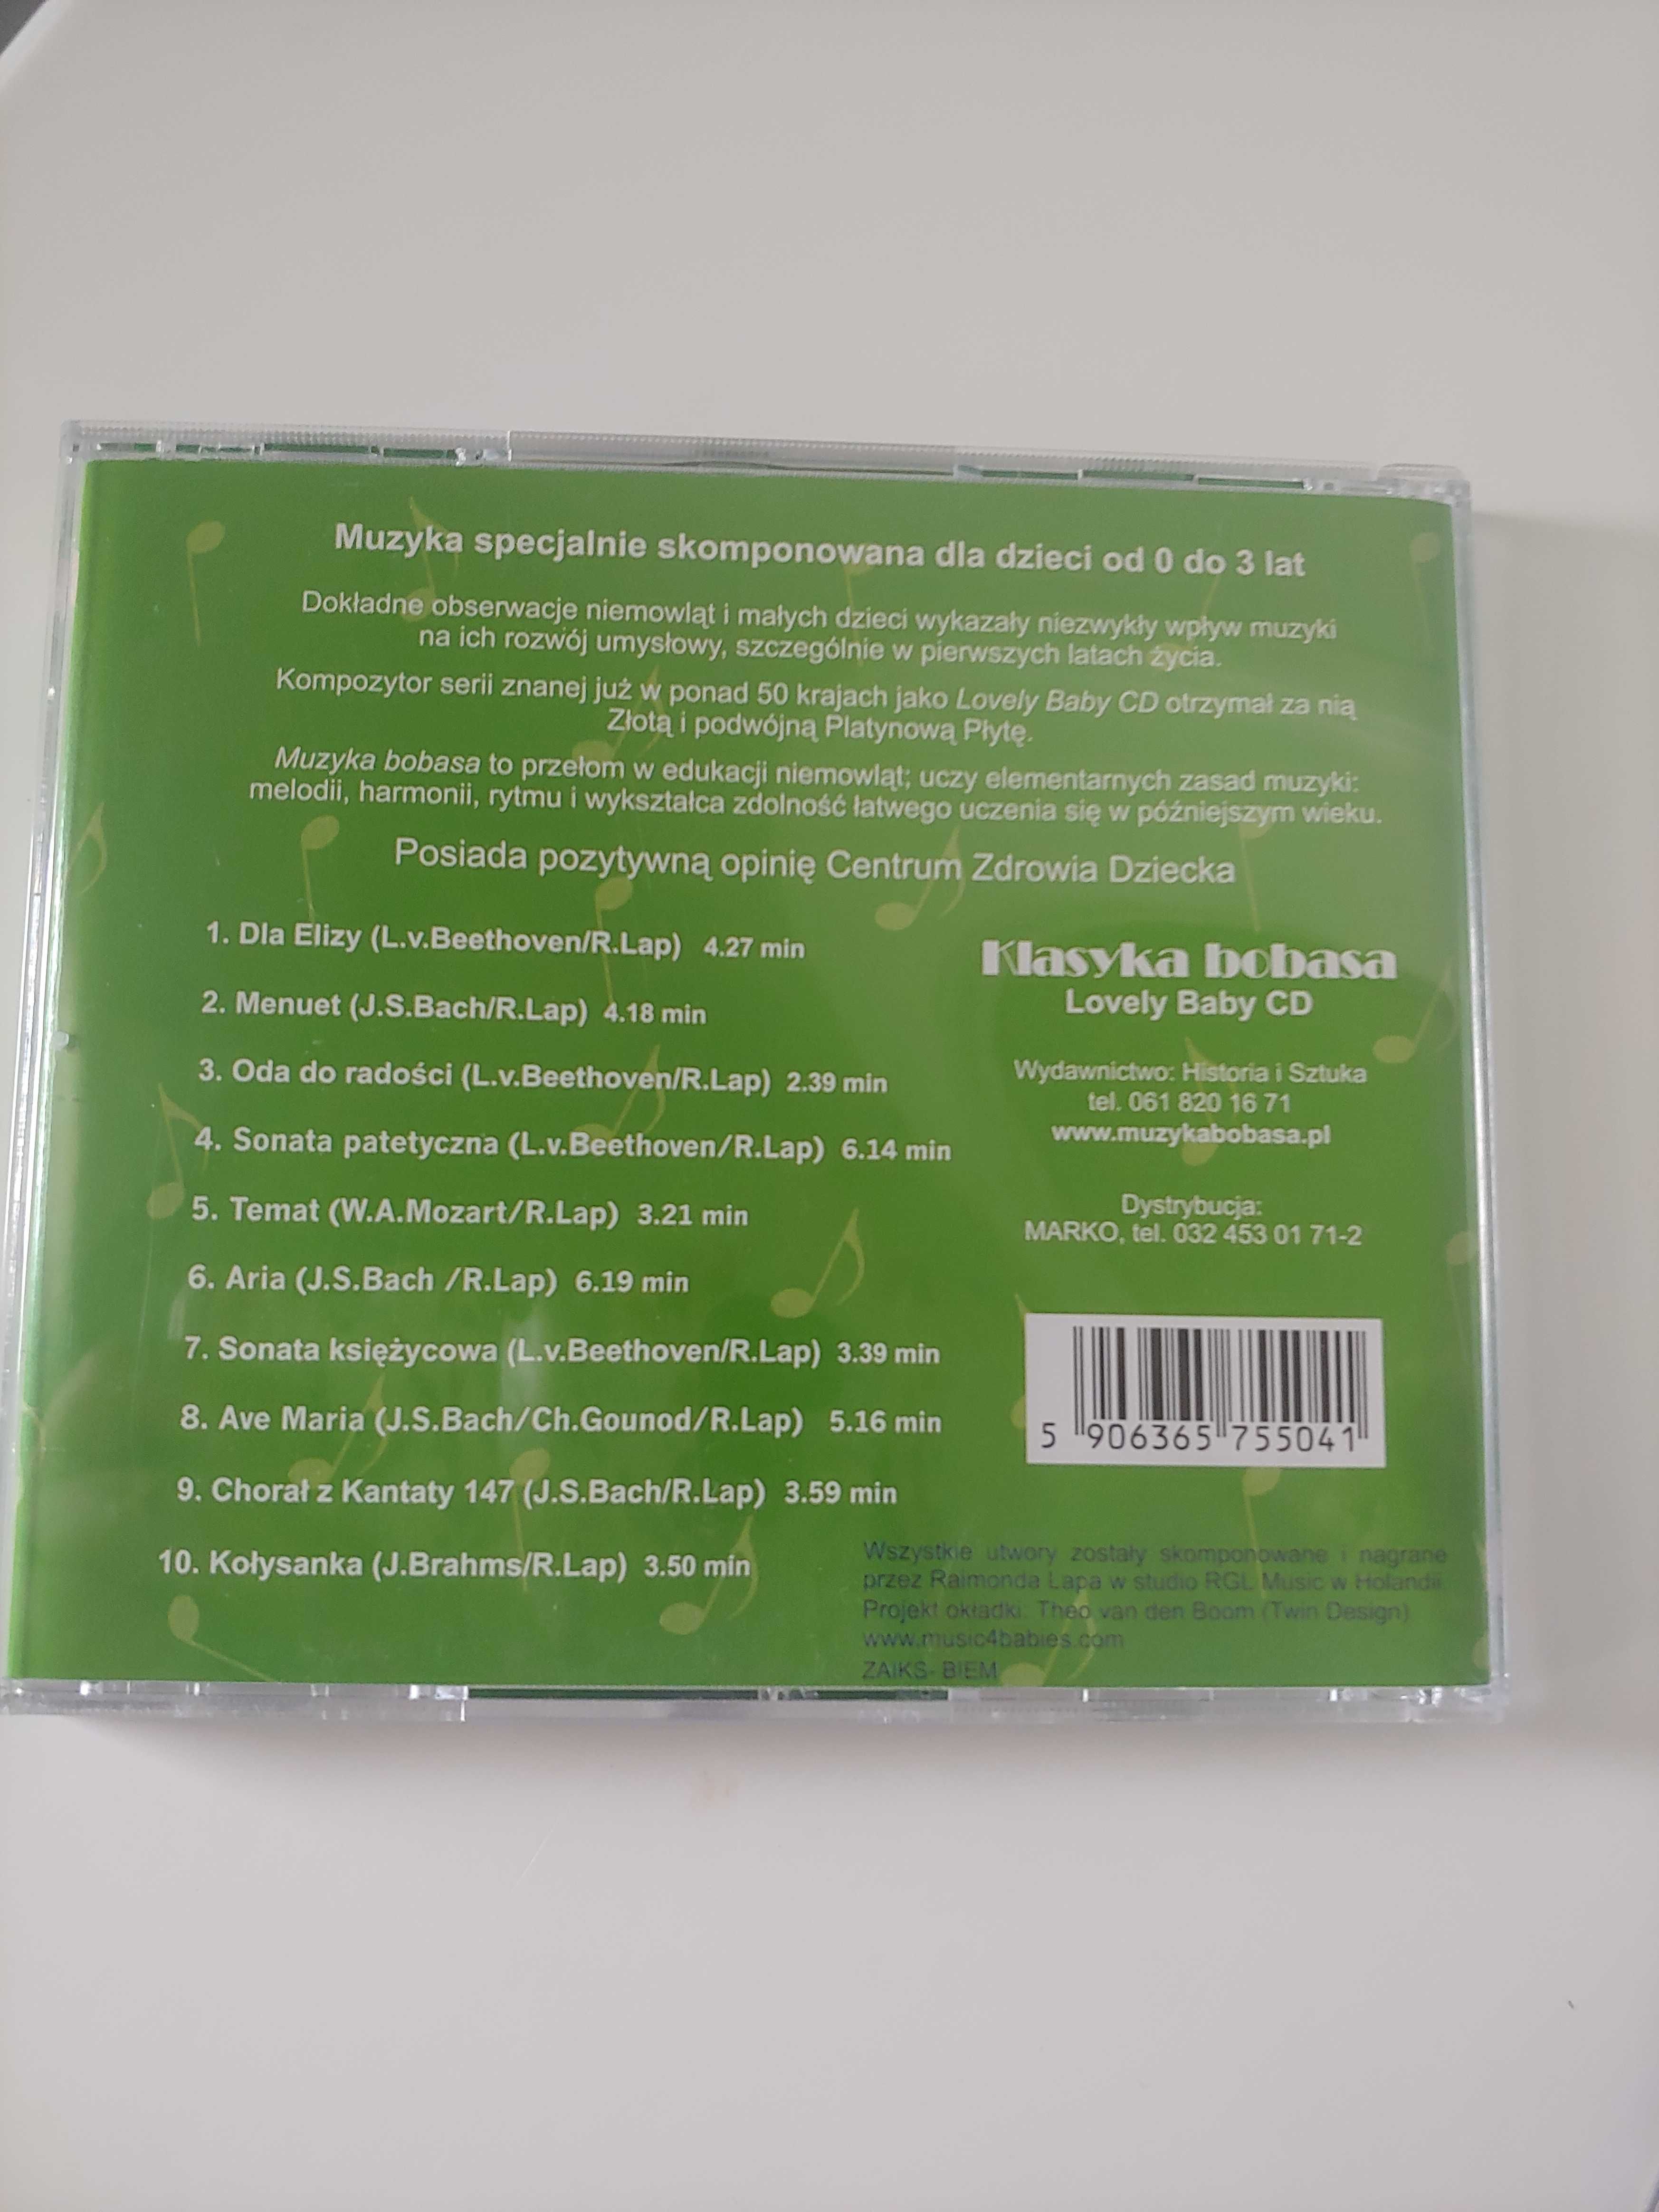 Muzyka specjalnie skomponowana dla dzieci od 0 do 3 lat
Dokładne obserwacje niemowląt i małych dzieci wykazały niezwykły wpływ muzyki
na ich rozwój umysłowy, szczególnie w pierwszych latach życia.
Kompozytor serii znanej już w ponad 50 krajach jako Lovely Baby CD otrzymał za nią
Złotą i podwójną Platynową Płytę.
Muzyka bobasa to przełom w edukacji niemowląt; uczy elementarnych zasad muzyki:
melodii, harmonii, rytmu i wykształca zdolność łatwego uczenia się w późniejszym wieku.
Posiada pozytywną opinię Centrum Zdrowia Dziecka
1. Dla Elizy (L.v.Beethoven/R.Lap) 4.27 min
2. Menuet (J.S.Bach/R.Lap) 4.18 min
3. Oda do radości (L.v.Beethoven/R.Lap) 2.39 min
4. Sonata patetyczna (L.v.Beethoven/R.Lap) 6.14 min
5. Temat (W.A.Mozart/R.Lap) 3.21 min
6. Aria (J.S.Bach /R.Lap) 6.19 min
7. Sonata księżycowa (L.v.Beethoven/R.Lap) 3.39 min
8. Ave Maria (J.S.Bach/Ch.Gounod/R.Lap) 5.16 min
9. Chorał z Kantaty 147 (J.S.Bach/R.Lap) 3.59 min
10. Kołysanka (J.Brahms/R.Lap) 3.50 min
Klasyka bobasa
Lovely Baby CD
Wydawnictwo: Historia i Sztuka
tel. 061 820 16 71
www.muzykabobasa.pl
Dystrybucja:
MARKO, tel. 032 453 01 71-2
5 906365 755041
Wszystkie utwory zostały skomponowane i nagrane
przez Raimonda Lapa w studio RGL Music w Holandii.
Projekt okładki: Theo van den Boom (Twin Design)
www.music4babies.com
ZAIKS- BIEM